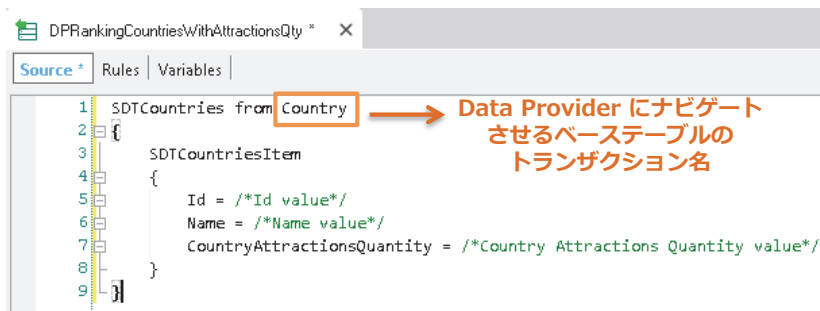 DPRankingCountriesWithAttractionsQty * ×
Source * Rules Variables
1 SDTCountries from Country
2 {
3 SDTCountriesItem
4 {
5 Id = /*Id value*/
6 Name = /*Name value*/
7 CountryAttractionsQuantity = /*Country Attractions Quantity value*/
8 }
9 }
Data Provider にナビゲート
させるベーステーブルの
トランザクション名